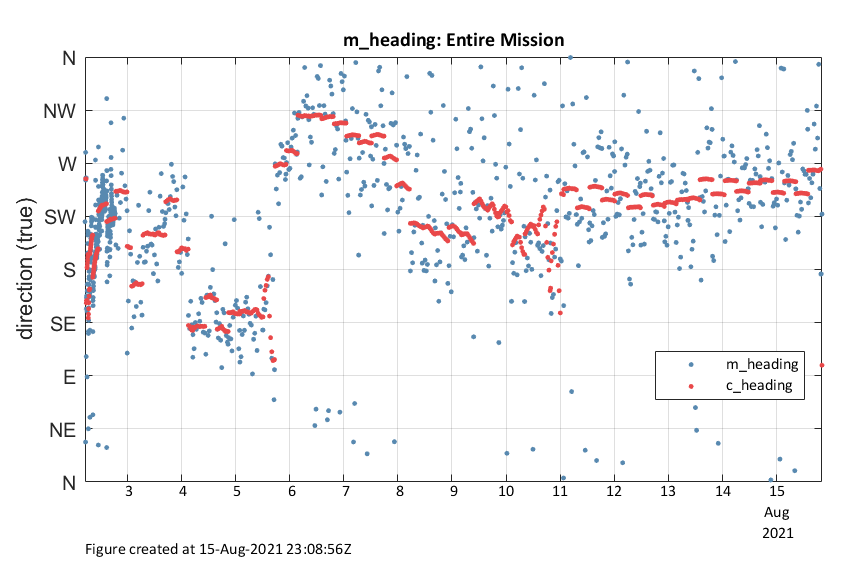 m_heading: Entire Mission
direction (true)
N
NW
W
SW
S
SE
E
NE
N
m_heading
c_heading
3 4 5 6 7 8 9 10 11 12 13 14 15
Aug
2021
Figure created at 15-Aug-2021 23:08:56Z